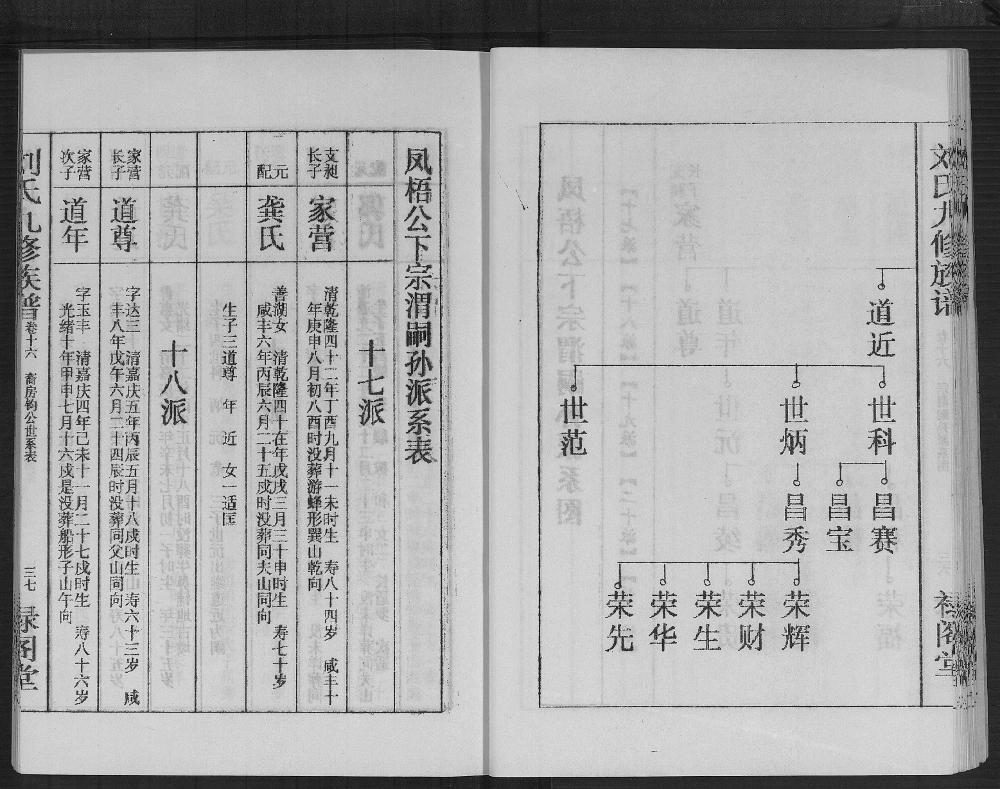 刘氏九修族谱
禄阁堂
道近
世科
世炳
世范
昌赛
昌宝
昌秀
荣辉
荣财
荣生
荣华
荣先
凤梧公下宗渭嗣孙派系表
十七派
支昶
长子
家营
清乾隆四十二年丁酉九月十一未时生 寿八十四岁 咸丰十
年庚申八月初八酉时没葬游蜂形巽山乾向
元配
龚氏
善湖女 清乾隆四十在年成戌三月三十申时生 寿七十岁
咸丰六年丙辰六月二十五戌时没葬同夫山同向
生子三道尊 年 近 女一适匡
十八派
家营
长子
道尊
字达三 清嘉庆五年丙辰五月十八戌时生 寿六十三岁 咸
丰八年戊午六月二十四辰时没葬同父山同向
家营
次子
道年
字玉丰 清嘉庆四年己未十一月二十七戌时生 寿八十六岁
光绪十年甲申七月十六戌是没葬船形子山午向
刘氏九修族谱 卷十六 裔房钧公世系表 三七 禄阁堂